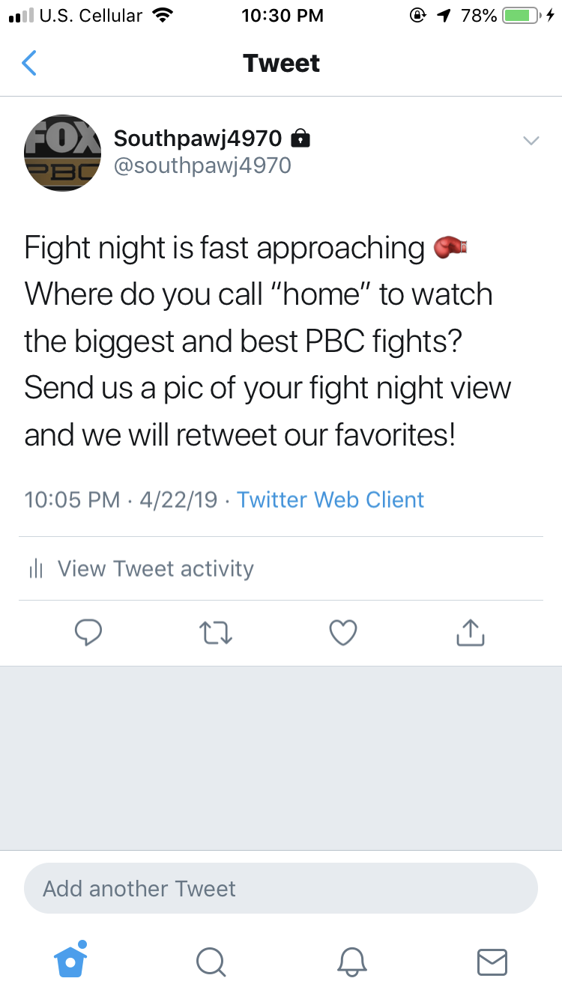 U.S. Cellular 10:30 PM 78%
Tweet
FOX
PBC
Southpawj4970
@southpawj4970
Fight night is fast approaching 🥊
Where do you call “home” to watch
the biggest and best PBC fights?
Send us a pic of your fight night view
and we will retweet our favorites!
10:05 PM · 4/22/19 · Twitter Web Client
View Tweet activity
Add another Tweet